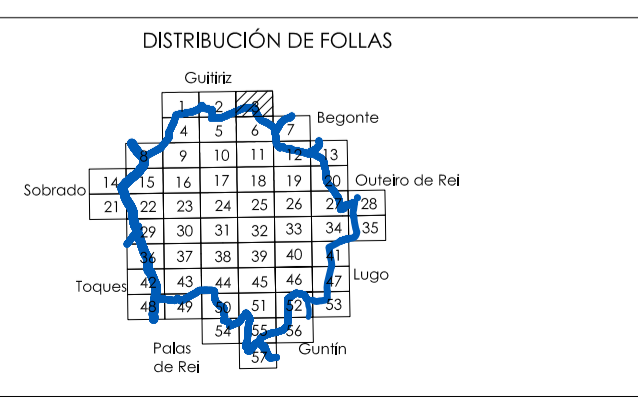 DISTRIBUCIÓN DE FOLLAS
Guitiriz
1 2 3
Begonte
4 5 6 7
8 9 10 11 12 13
Sobrado 14 15 16 17 18 19 20 Outeiro de Rei
21 22 23 24 25 26 27 28
29 30 31 32 33 34 35
36 37 38 39 40 41
Toques 42 43 44 45 46 47 Lugo
48 49 50 51 52 53
54 55 56
Palas
de Rei
Guntín
57